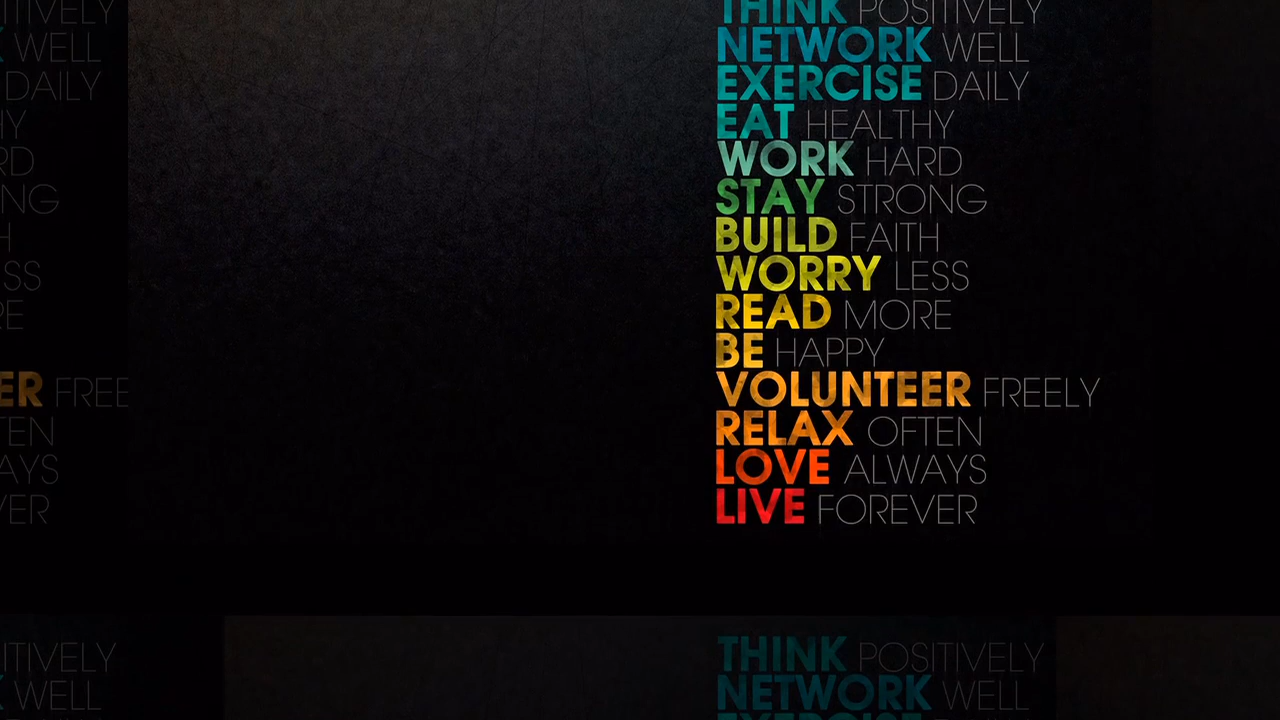 THINK POSITIVELY
NETWORK WELL
EXERCISE DAILY
EAT HEALTHY
WORK HARD
STAY STRONG
BUILD FAITH
WORRY LESS
READ MORE
BE HAPPY
VOLUNTEER FREELY
RELAX OFTEN
LOVE ALWAYS
LIVE FOREVER
THINK POSITIVELY
NETWORK WELL